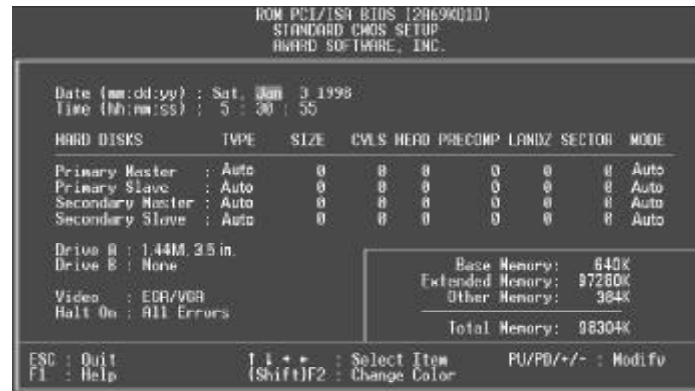 ROM PCI/ISA BIOS (2A69KQ1D)
STANDARD CMOS SETUP
AWARD SOFTWARE, INC.
Date (mm:dd:yy) : Sat, Jan 3 1998
Time (hh:mm:ss) : 5 : 30 : 55
HARD DISKS TYPE SIZE CYLS HEAD PRECOMP LANDZ SECTOR MODE
Primary Master : Auto 0 0 0 0 0 0 Auto
Primary Slave : Auto 0 0 0 0 0 0 Auto
Secondary Master : Auto 0 0 0 0 0 0 Auto
Secondary Slave : Auto 0 0 0 0 0 0 Auto
Drive A : 1.44M, 3.5 in.
Drive B : None
Video : EGA/VGA
Halt On : All Errors
Base Memory: 640K
Extended Memory: 97280K
Other Memory: 384K
Total Memory: 98304K
ESC : Quit ↑ ↓ → ← : Select Item PU/PD/+/- : Modify
F1 : Help (Shift)F2 : Change Color